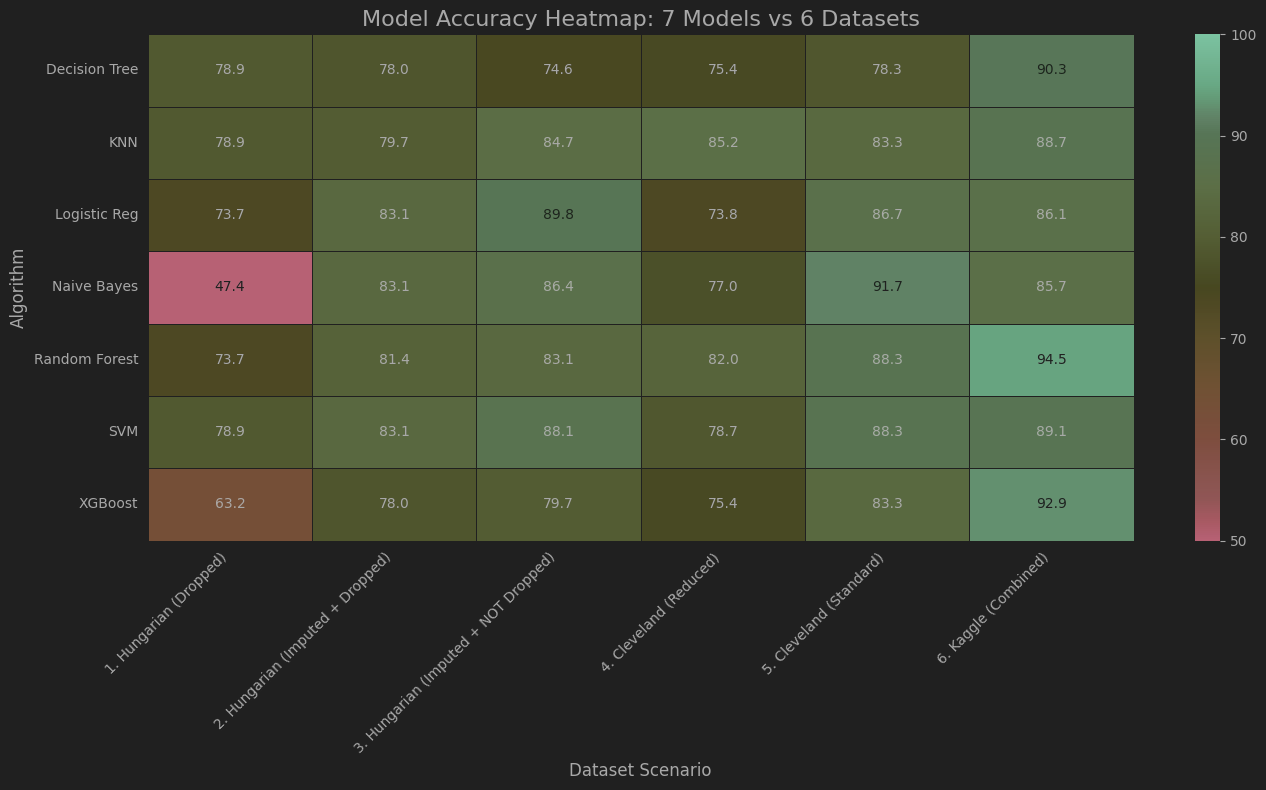 Model Accuracy Heatmap: 7 Models vs 6 Datasets
Algorithm
Decision Tree 78.9 78.0 74.6 75.4 78.3 90.3
KNN 78.9 79.7 84.7 85.2 83.3 88.7
Logistic Reg 73.7 83.1 89.8 73.8 86.7 86.1
Naive Bayes 47.4 83.1 86.4 77.0 91.7 85.7
Random Forest 73.7 81.4 83.1 82.0 88.3 94.5
SVM 78.9 83.1 88.1 78.7 88.3 89.1
XGBoost 63.2 78.0 79.7 75.4 83.3 92.9
1. Hungarian (Dropped)
2. Hungarian (Imputed + Dropped)
3. Hungarian (Imputed + NOT Dropped)
4. Cleveland (Reduced)
5. Cleveland (Standard)
6. Kaggle (Combined)
Dataset Scenario
100
90
80
70
60
50